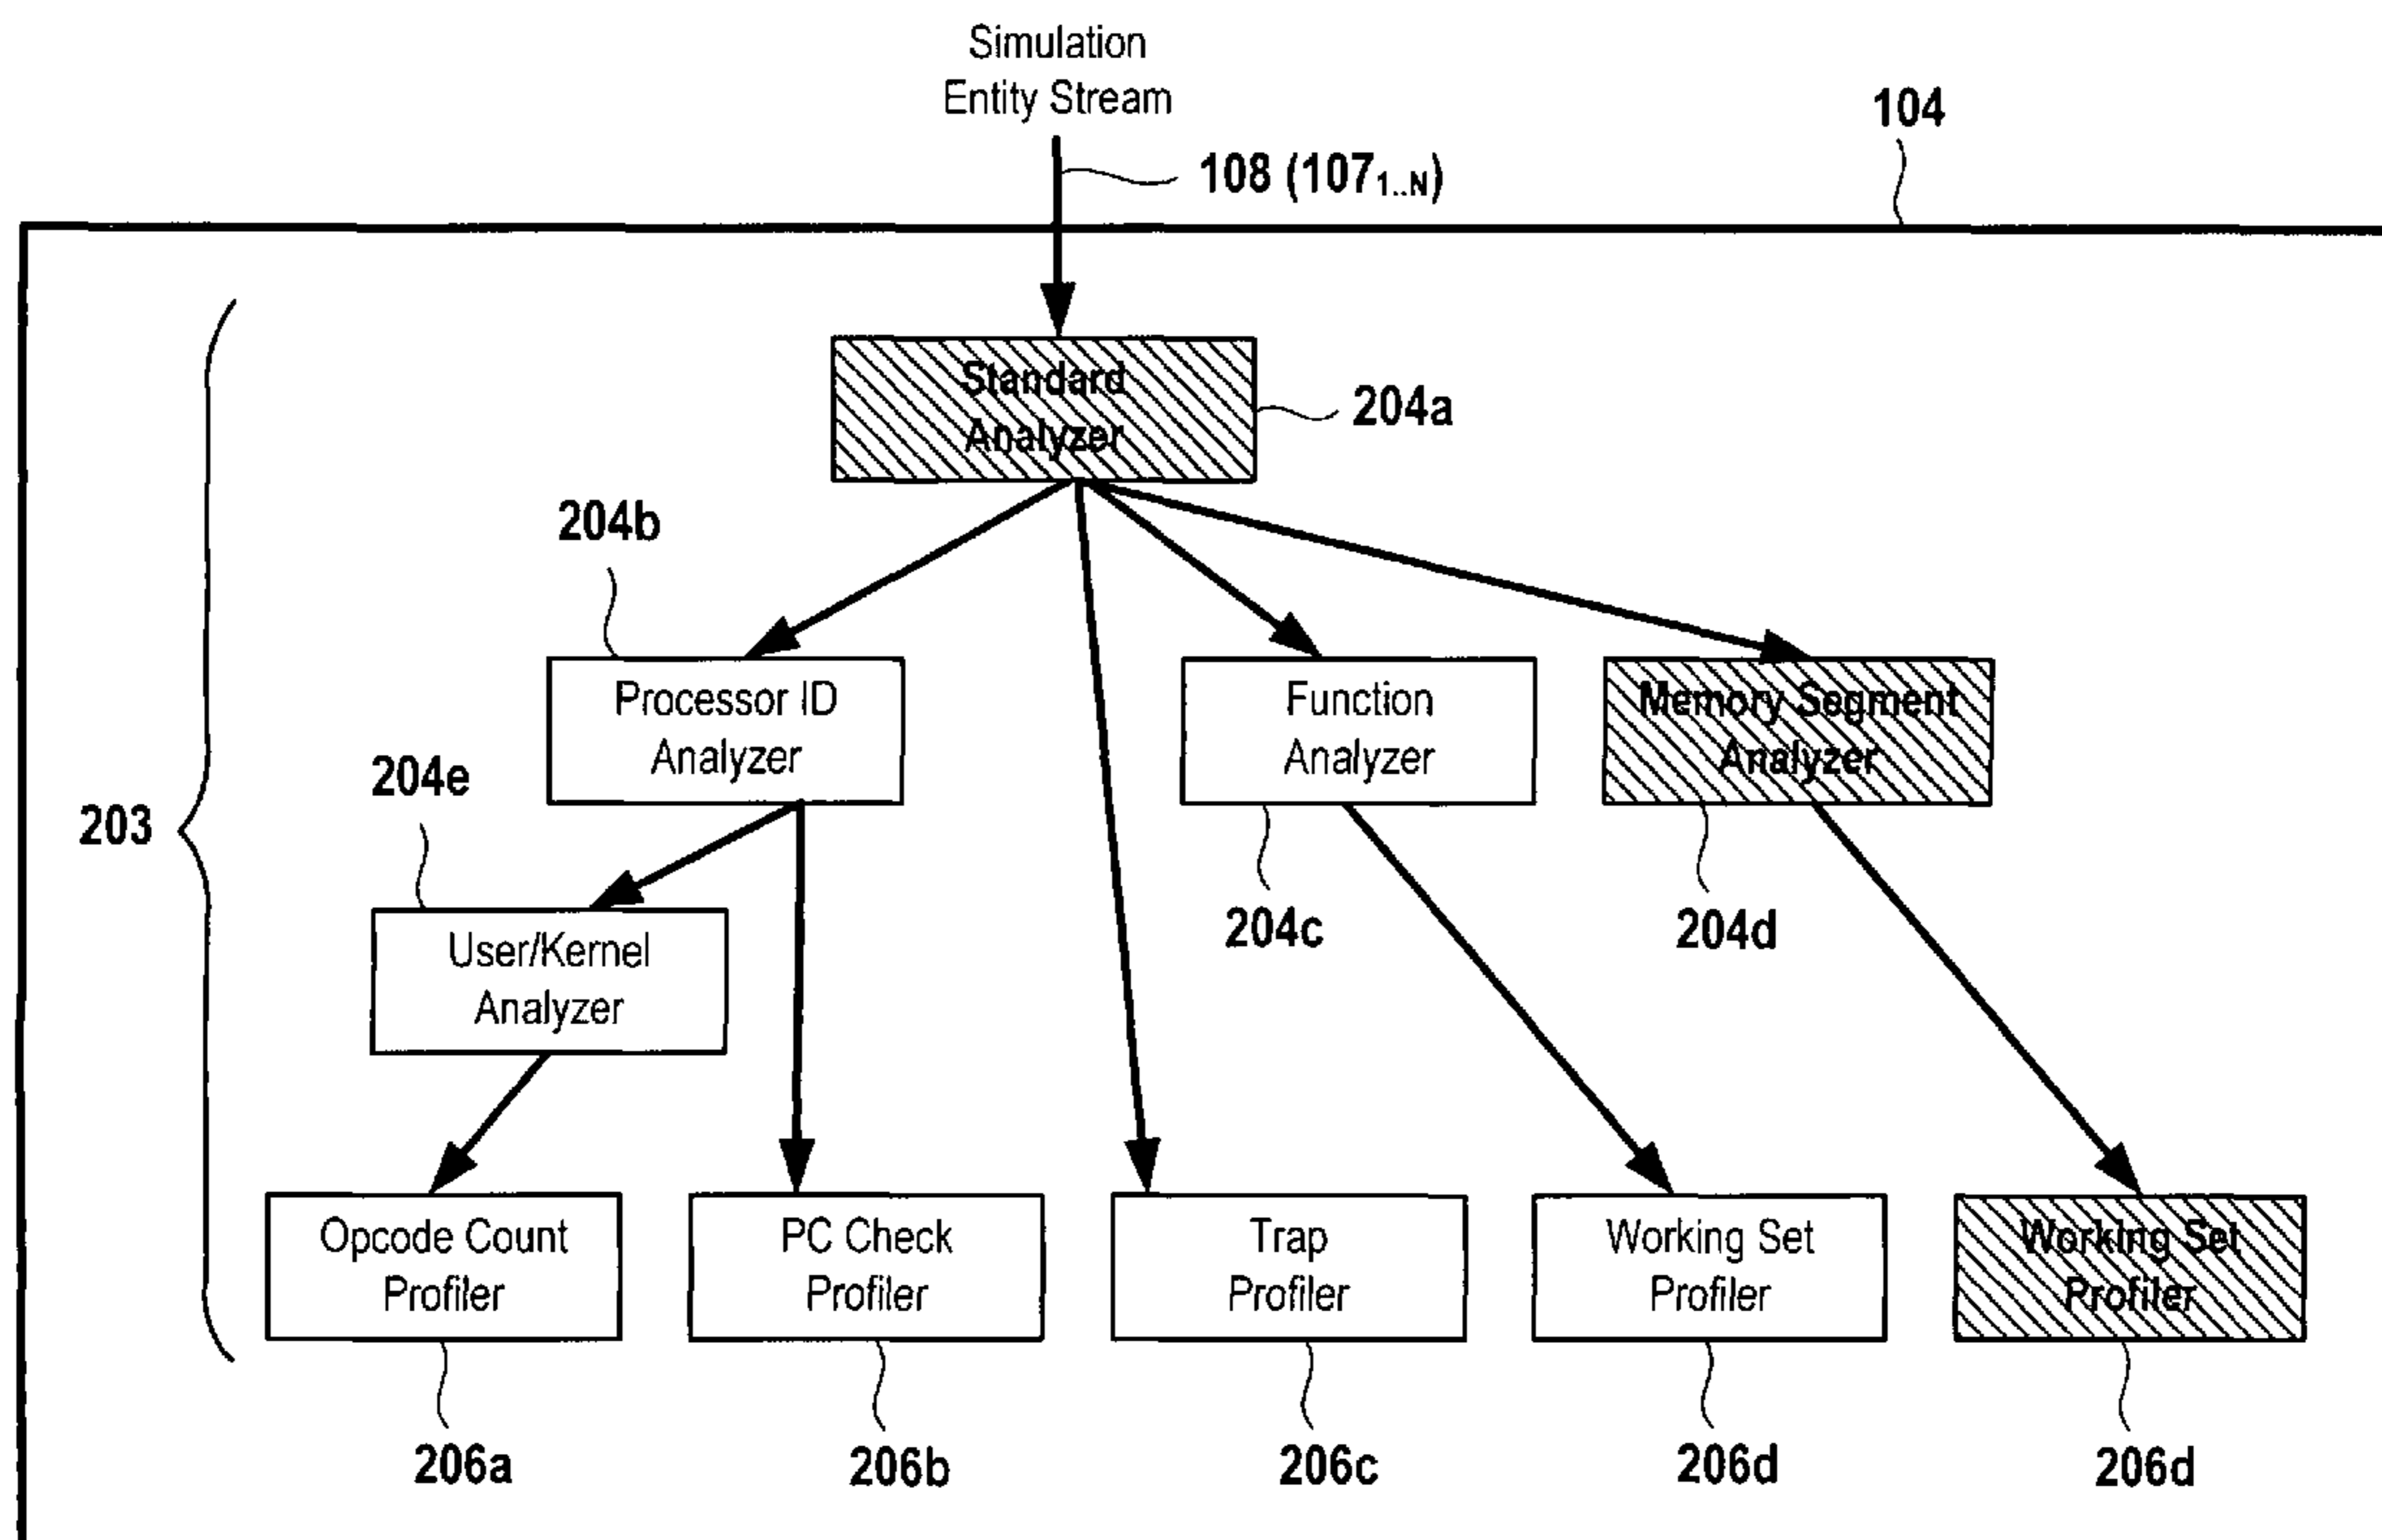 Simulation
Entity Stream
104
108 (107₁..N)
Standard
Analyzer
204a
204b
Processor ID
Analyzer
Function
Analyzer
Memory Segment
Analyzer
204e
203
204c
204d
User/Kernel
Analyzer
Opcode Count
Profiler
PC Check
Profiler
Trap
Profiler
Working Set
Profiler
Working Set
Profiler
206a
206b
206c
206d
206d